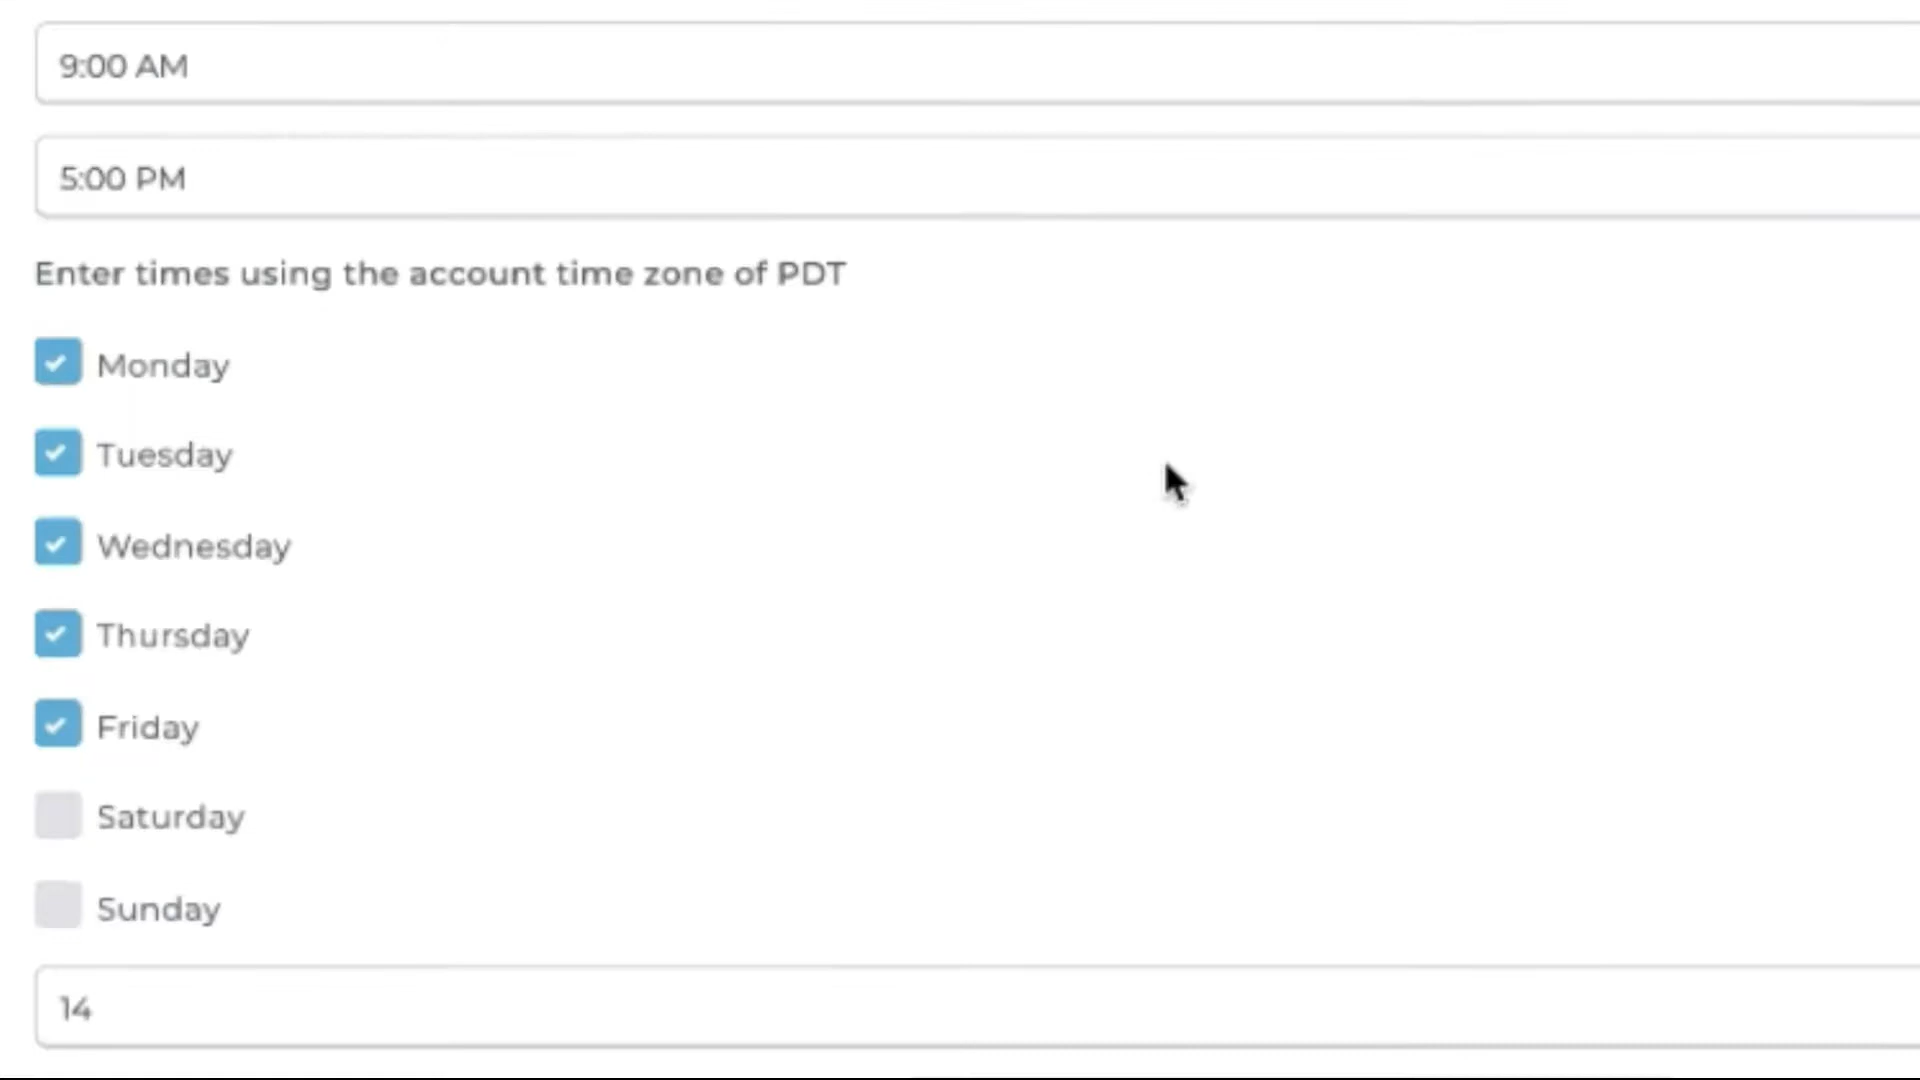 9:00 AM
5:00 PM
Enter times using the account time zone of PDT
Monday
Tuesday
Wednesday
Thursday
Friday
Saturday
Sunday
14